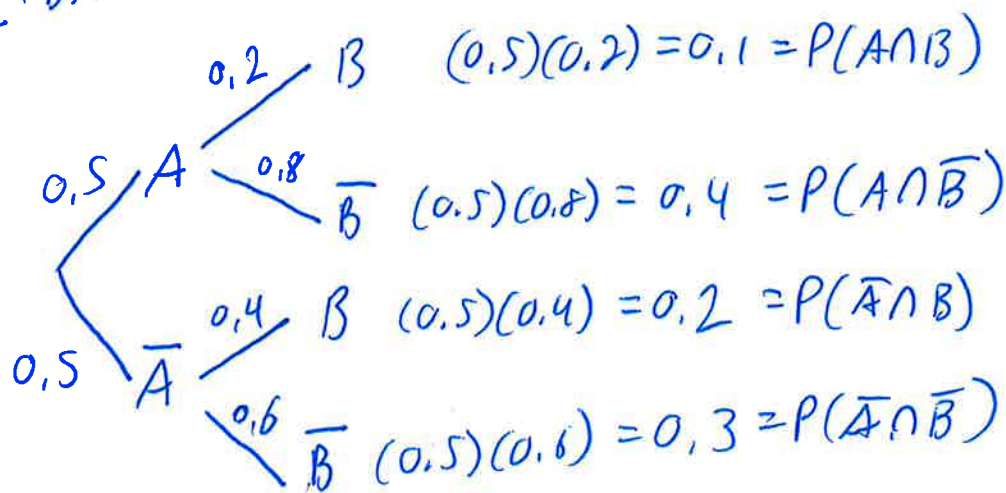 0,2 B (0,5)(0,2) = 0,1 = P(A∩B)
0,5 A
0,8 B̅ (0.5)(0,8) = 0,4 = P(A∩B̅)
0,4 B (0.5)(0,4) = 0,2 = P(A̅∩B)
0,5 A̅
0,6 B̅ (0.5)(0,6) = 0,3 = P(A̅∩B̅)